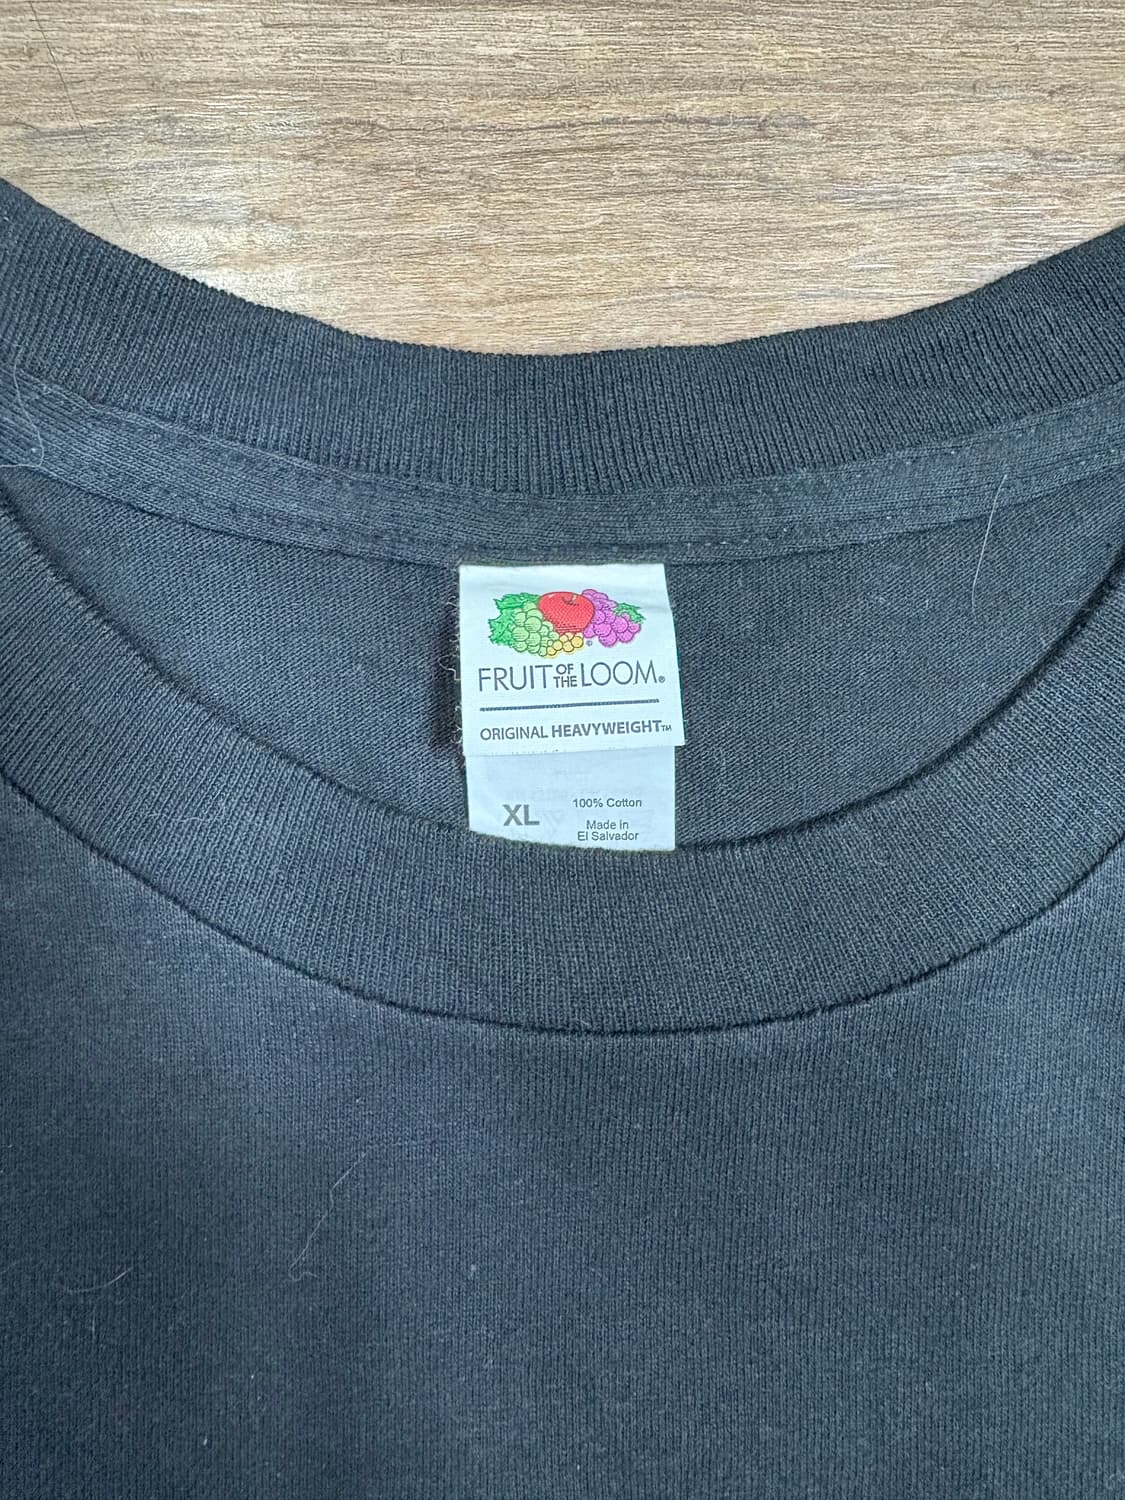 FRUIT OF THE LOOM®
ORIGINAL HEAVYWEIGHT™
XL
100% Cotton
Made in
El Salvador